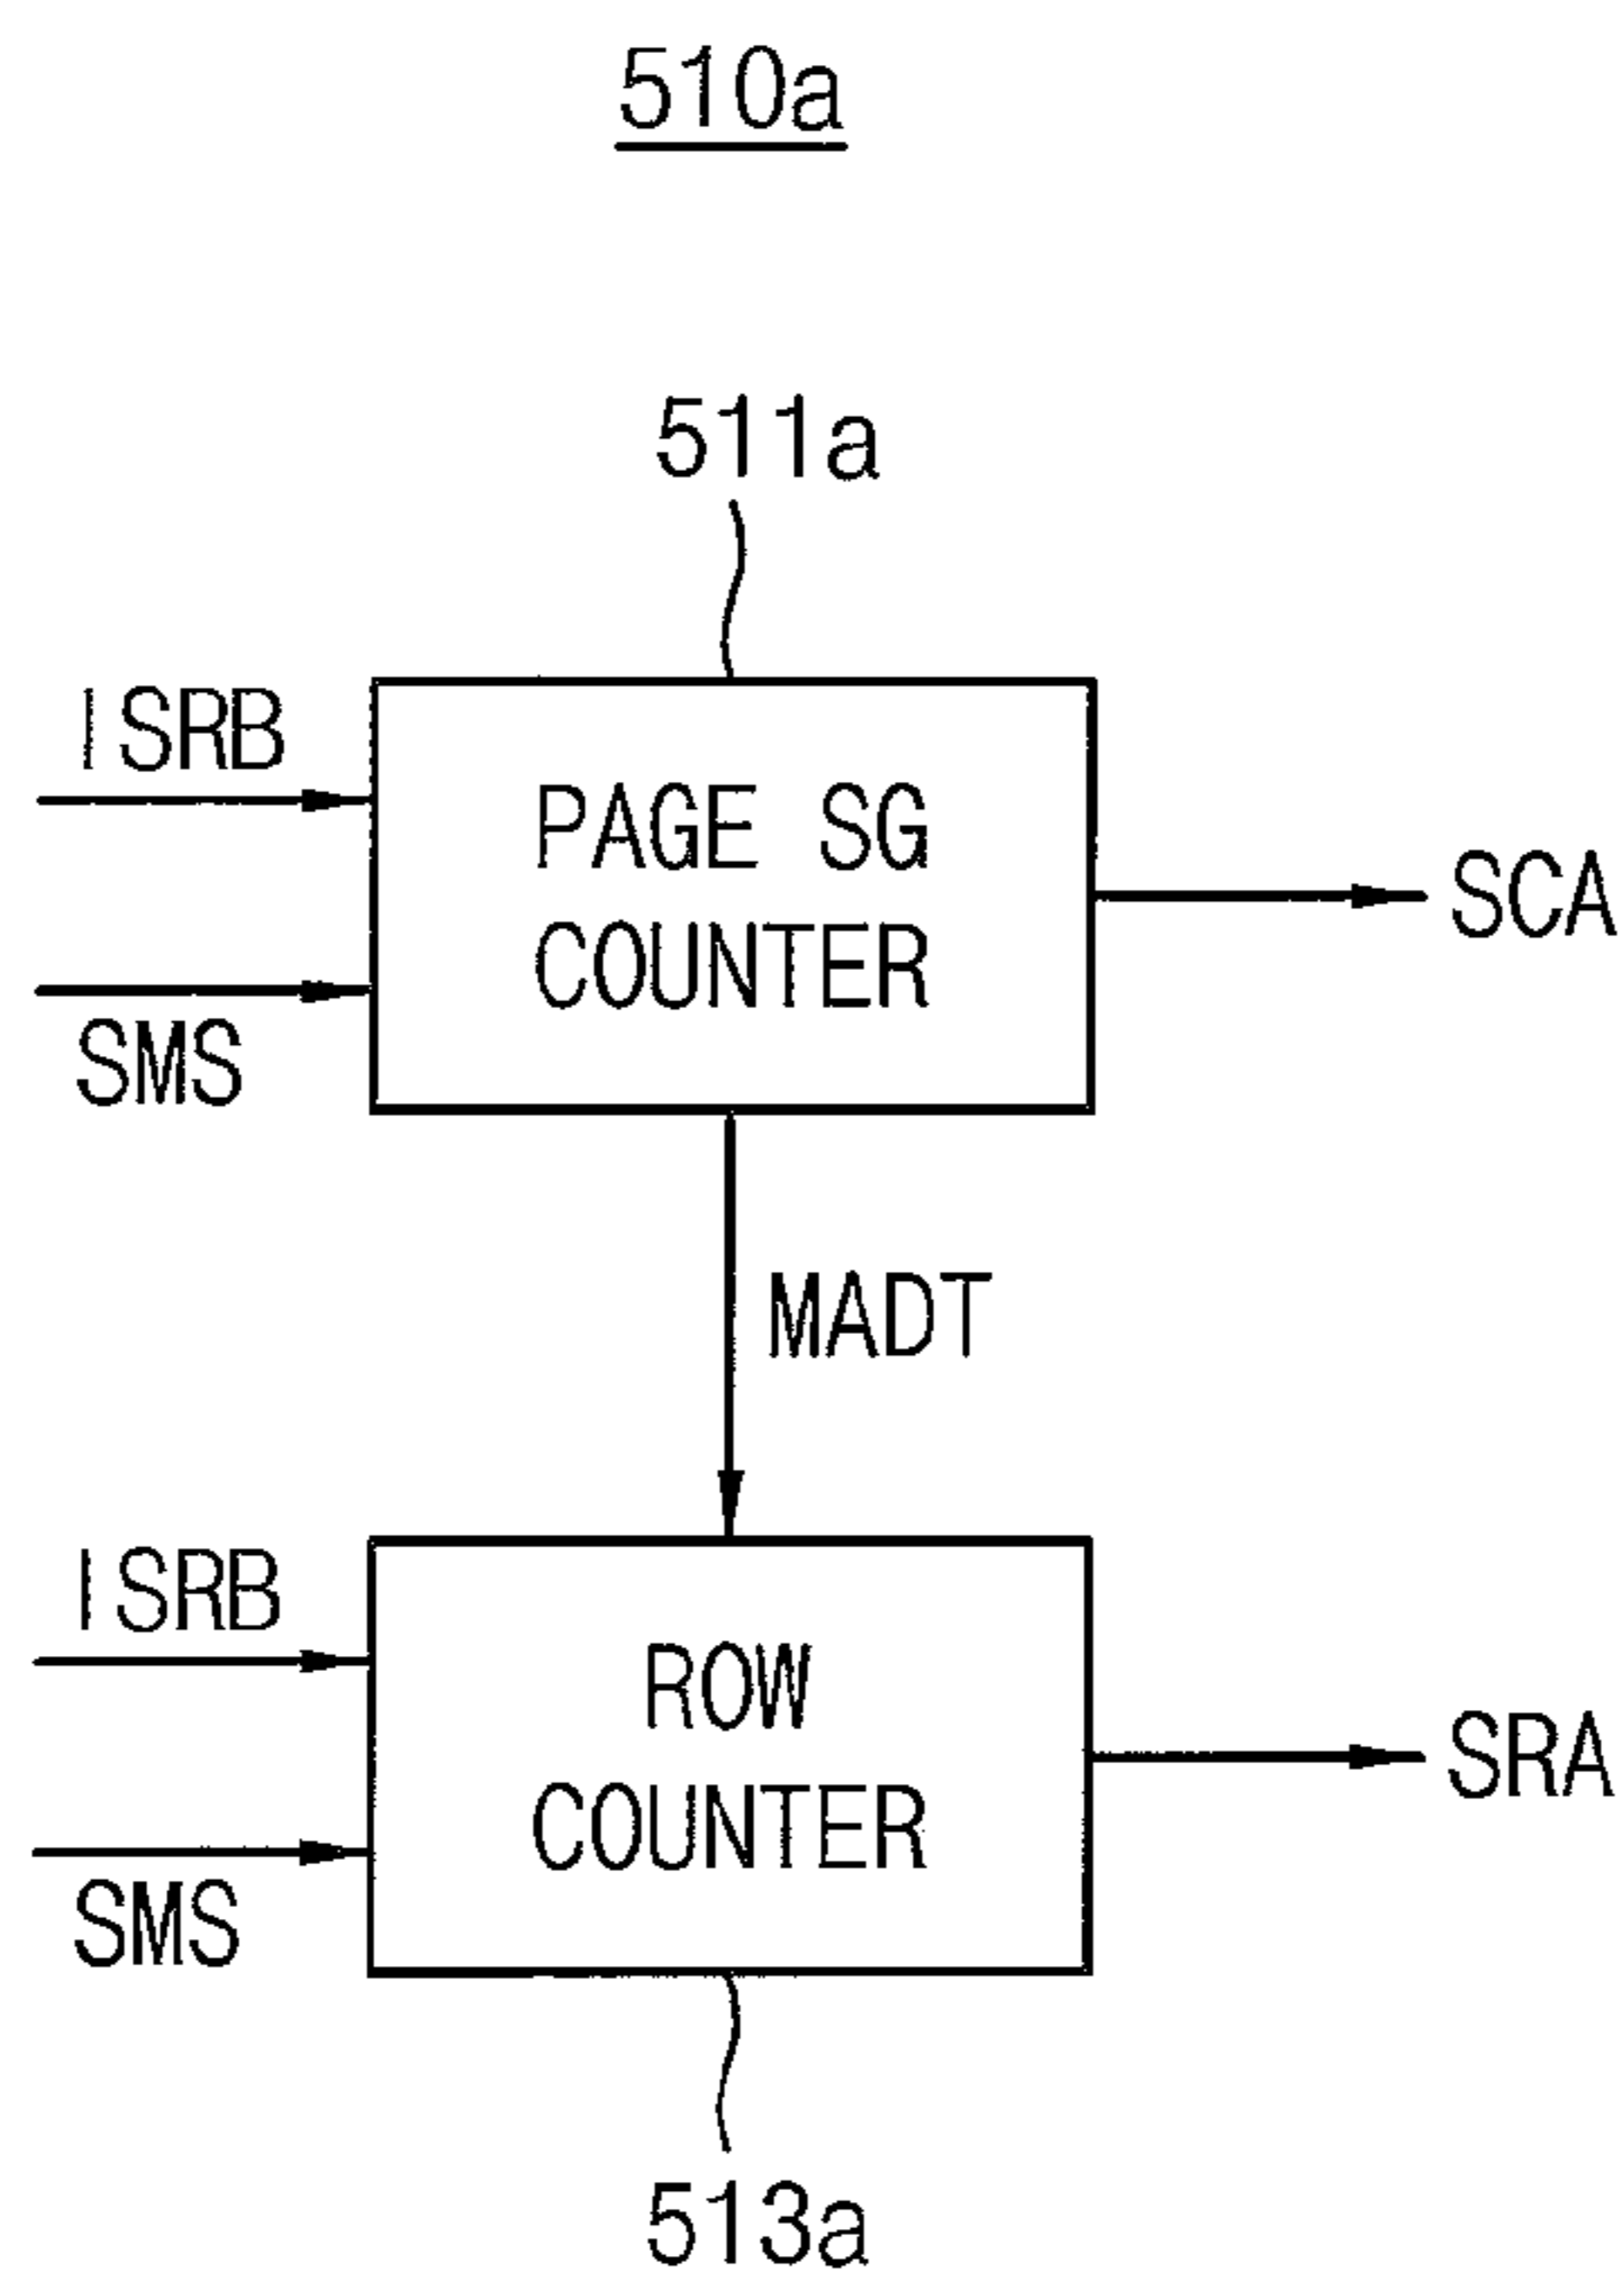 510a
511a
ISRB
PAGE SG
COUNTER
SCA
SMS
MADT
ISRB
ROW
COUNTER
SRA
SMS
513a